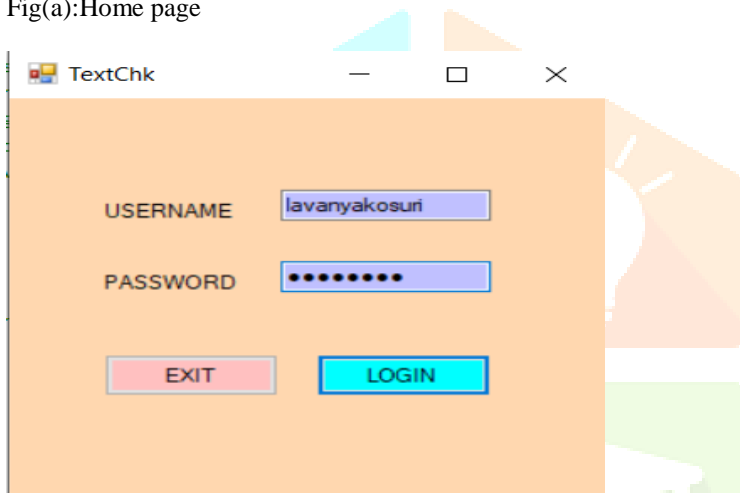 Fig(a):Home page
TextChk
USERNAME lavanyakosuri
PASSWORD ••••••••
EXIT LOGIN